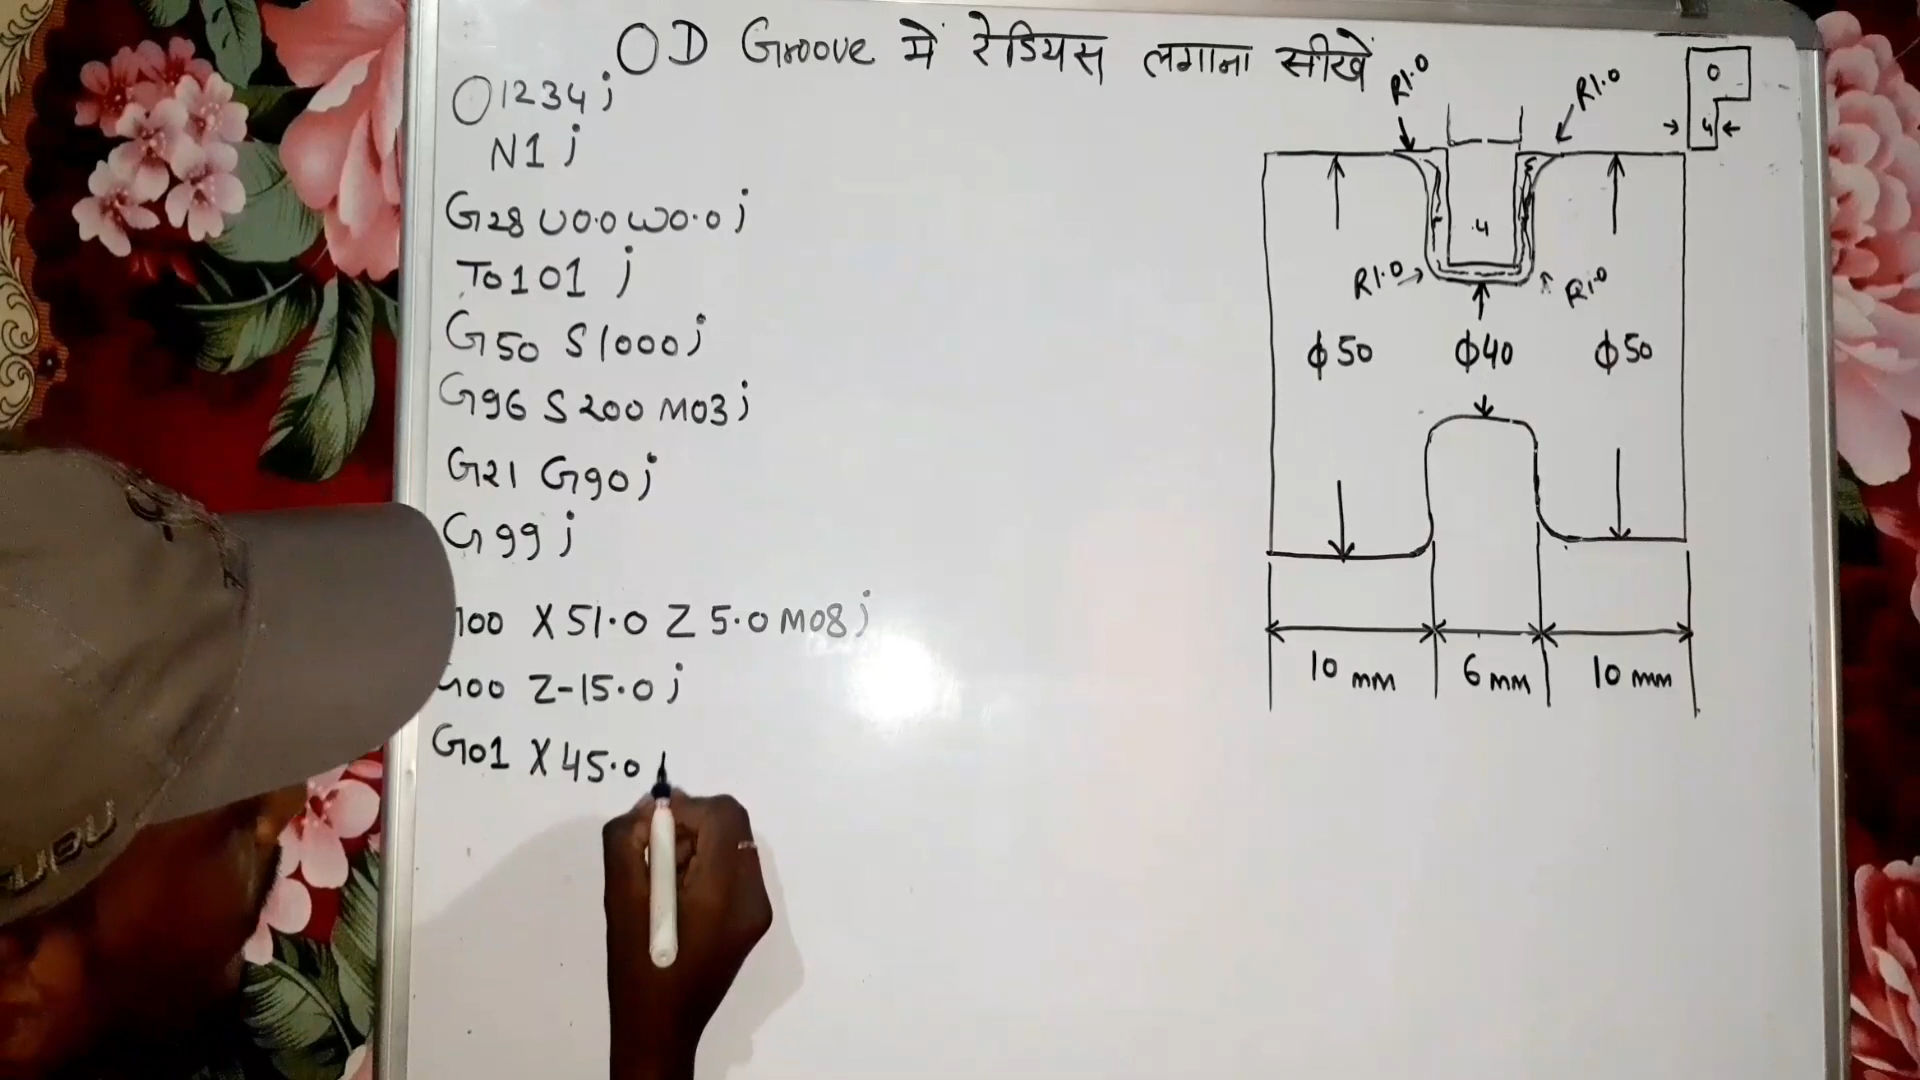 OD Groove में रेडियस लगाना सीखें
O1234;
N1;
G28 U0.0 W0.0;
T0101;
G50 S1000;
G96 S200 M03;
G21 G90;
G99;
00 X51.0 Z5.0 M08;
00 Z-15.0;
G01 X45.0
R1.0
R1.0
0
4
4
R1.0
R1.0
φ50
φ40
φ50
10 mm
6 mm
10 mm